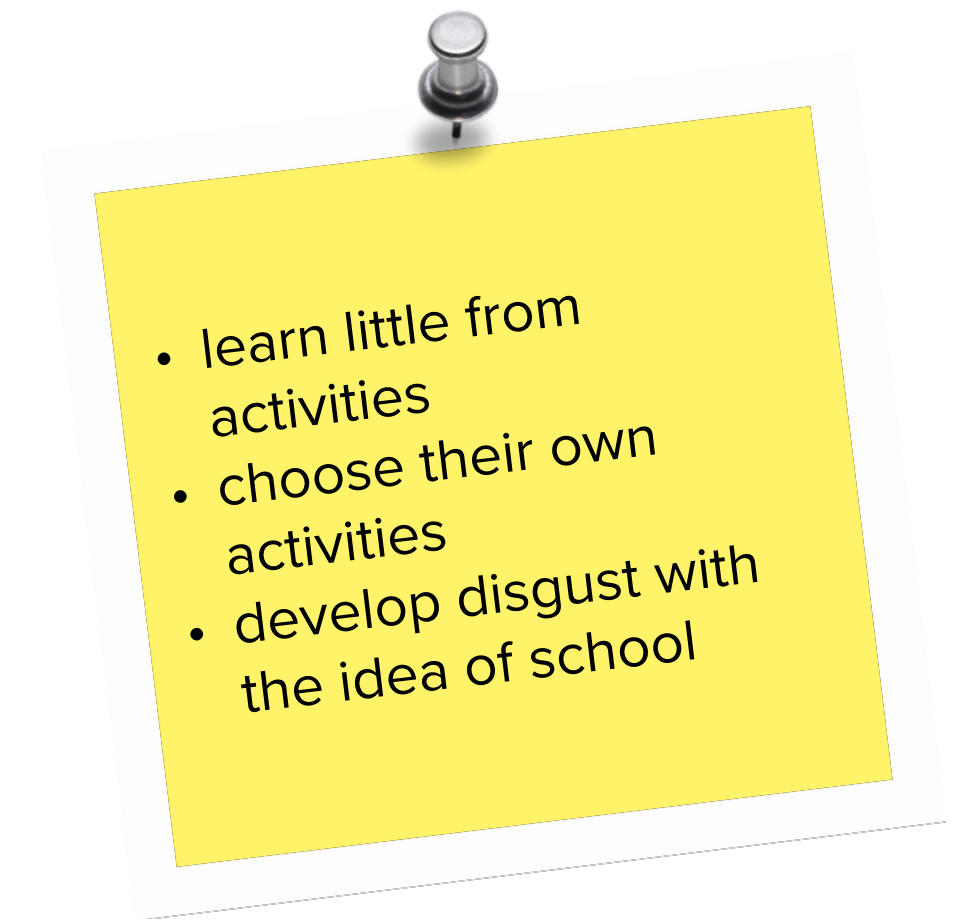 • learn little from
activities
• choose their own
activities
• develop disgust with
the idea of school